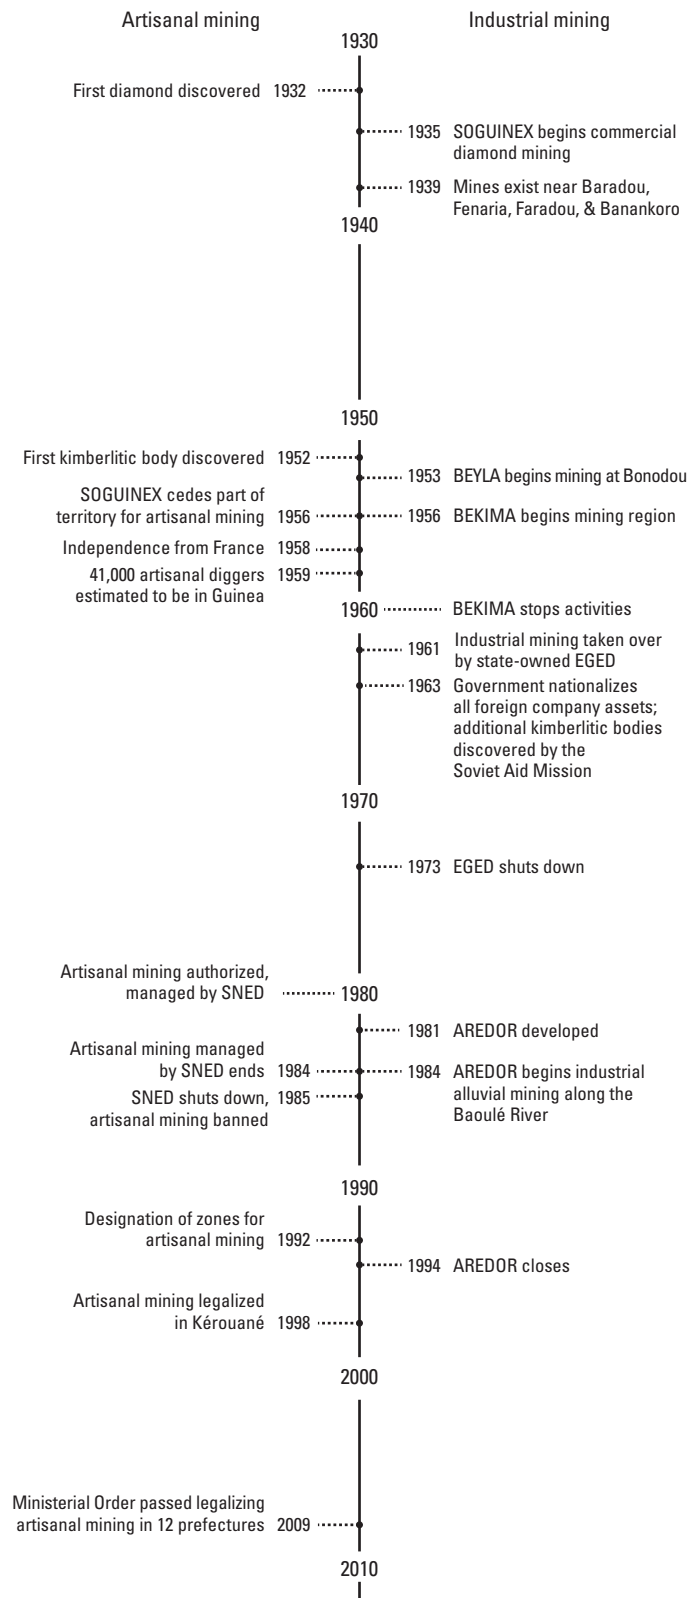 Artisanal mining
Industrial mining
1930
First diamond discovered 1932
1935 SOGUINEX begins commercial
diamond mining
1939 Mines exist near Baradou,
Fenaria, Faradou, & Banankoro
1940
1950
First kimberlitic body discovered 1952
1953 BEYLA begins mining at Bonodou
SOGUINEX cedes part of
territory for artisanal mining 1956
1956 BEKIMA begins mining region
Independence from France 1958
41,000 artisanal diggers 1959
estimated to be in Guinea
1960 BEKIMA stops activities
1961 Industrial mining taken over
by state-owned EGED
1963 Government nationalizes
all foreign company assets;
additional kimberlitic bodies
discovered by the
Soviet Aid Mission
1970
1973 EGED shuts down
Artisanal mining authorized,
managed by SNED 1980
1981 AREDOR developed
Artisanal mining managed
by SNED ends 1984
1984 AREDOR begins industrial
alluvial mining along the
Baoulé River
SNED shuts down, 1985
artisanal mining banned
1990
Designation of zones for
artisanal mining 1992
1994 AREDOR closes
Artisanal mining legalized
in Kérouané 1998
2000
Ministerial Order passed legalizing
artisanal mining in 12 prefectures 2009
2010